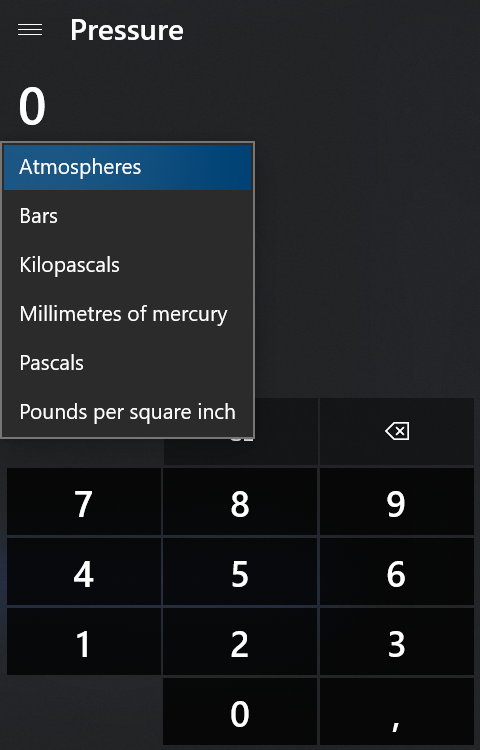 Pressure
0
Atmospheres
Bars
Kilopascals
Millimetres of mercury
Pascals
Pounds per square inch
7 8 9
4 5 6
1 2 3
0 ,